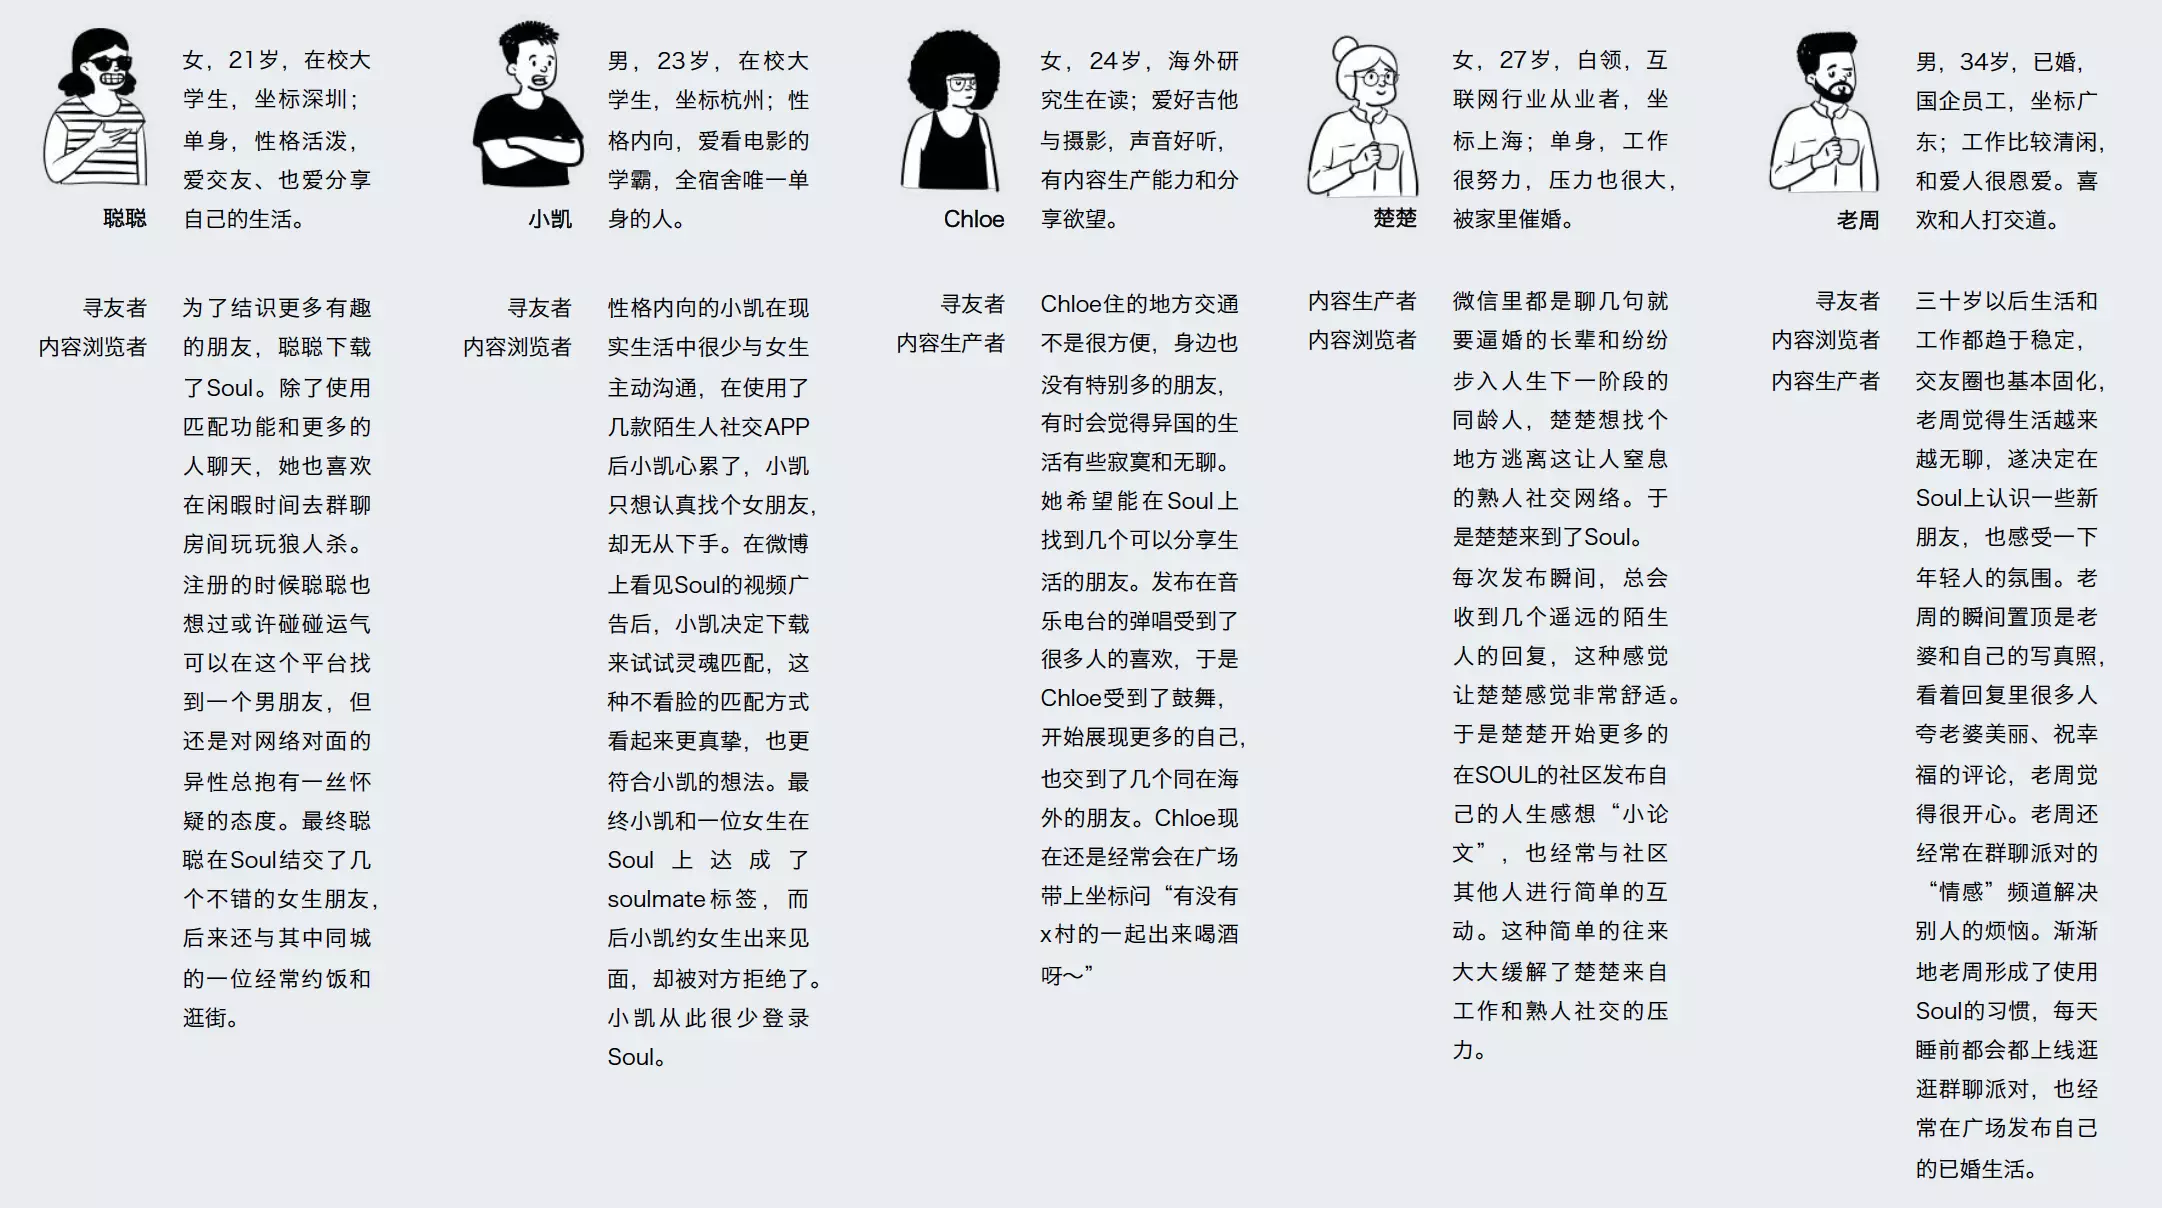 聪聪
女，21岁，在校大
学生，坐标深圳；
单身，性格活泼，
爱交友、也爱分享
自己的生活。
寻友者
内容浏览者
为了结识更多有趣
的朋友，聪聪下载
了Soul。除了使用
匹配功能和更多的
人聊天，她也喜欢
在闲暇时间去群聊
房间玩玩狼人杀。
注册的时候聪聪也
想过或许碰碰运气
可以在这个平台找
到一个男朋友，但
还是对网络对面的
异性总抱有一丝怀
疑的态度。最终聪
聪在Soul结交了几
个不错的女生朋友，
后来还与其中同城
的一位经常约饭和
逛街。
小凯
男，23岁，在校大
学生，坐标杭州；性
格内向，爱看电影的
学霸，全宿舍唯一单
身的人。
寻友者
内容浏览者
性格内向的小凯在现
实生活中很少与女生
主动沟通，在使用了
几款陌生人社交APP
后小凯心累了，小凯
只想认真找个女朋友，
却无从下手。在微博
上看见Soul的视频广
告后，小凯决定下载
来试试灵魂匹配，这
种不看脸的匹配方式
看起来更真挚，也更
符合小凯的想法。最
终小凯和一位女生在
Soul上达成了
soulmate标签，而
后小凯约女生出来见
面，却被对方拒绝了。
小凯从此很少登录
Soul。
Chloe
女，24岁，海外研
究生在读；爱好吉他
与摄影，声音好听，
有内容生产能力和分
享欲望。
寻友者
内容生产者
Chloe住的地方交通
不是很方便，身边也
没有特别多的朋友，
有时会觉得异国的生
活有些寂寞和无聊。
她希望能在Soul上
找到几个可以分享生
活的朋友。发布在音
乐电台的弹唱受到了
很多人的喜欢，于是
Chloe受到了鼓舞，
开始展现更多的自己，
也交到了几个同在海
外的朋友。Chloe现
在还是经常会在广场
带上坐标问“有没有
x村的一起出来喝酒
呀～”
楚楚
女，27岁，白领，互
联网行业从业者，坐
标上海；单身，工作
很努力，压力也很大，
被家里催婚。
内容生产者
内容浏览者
微信里都是聊几句就
要逼婚的长辈和纷纷
步入人生下一阶段的
同龄人，楚楚想找个
地方逃离这让人窒息
的熟人社交网络。于
是楚楚来到了Soul。
每次发布瞬间，总会
收到几个遥远的陌生
人的回复，这种感觉
让楚楚感觉非常舒适。
于是楚楚开始更多的
在SOUL的社区发布自
己的人生感想“小论
文”，也经常与社区
其他人进行简单的互
动。这种简单的往来
大大缓解了楚楚来自
工作和熟人社交的压
力。
老周
男，34岁，已婚，
国企员工，坐标广
东；工作比较清闲，
和爱人很恩爱。喜
欢和人打交道。
寻友者
内容浏览者
内容生产者
三十岁以后生活和
工作都趋于稳定，
交友圈也基本固化，
老周觉得生活越来
越无聊，遂决定在
Soul上认识一些新
朋友，也感受一下
年轻人的氛围。老
周的瞬间置顶是老
婆和自己的写真照，
看着回复里很多人
夸老婆美丽、祝幸
福的评论，老周觉
得很开心。老周还
经常在群聊派对的
“情感”频道解决
别人的烦恼。渐渐
地老周形成了使用
Soul的习惯，每天
睡前都会都上线逛
逛群聊派对，也经
常在广场发布自己
的已婚生活。